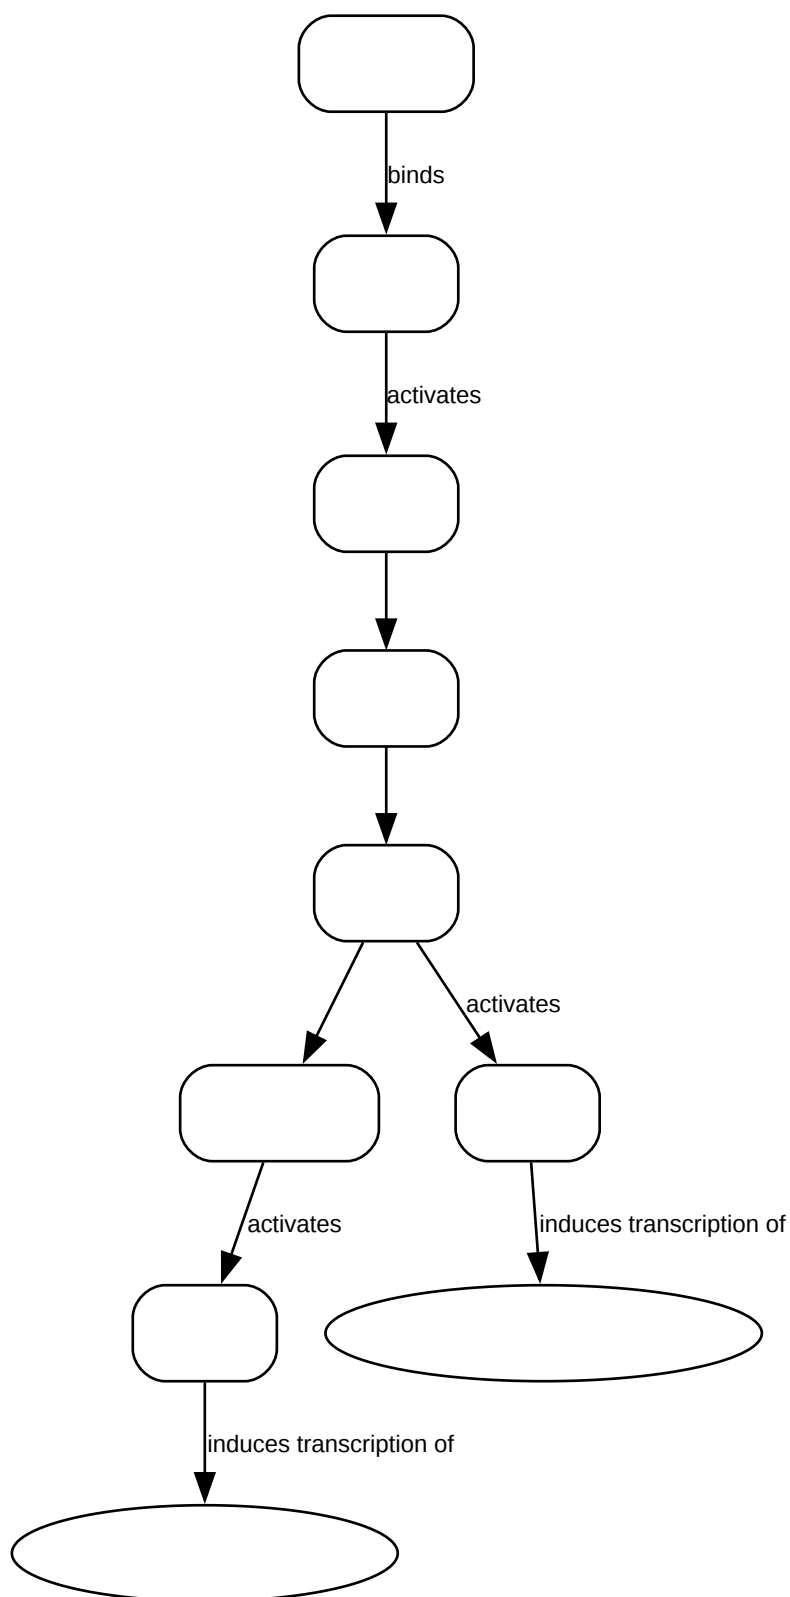 binds
activates
activates
activates
induces transcription of
induces transcription of